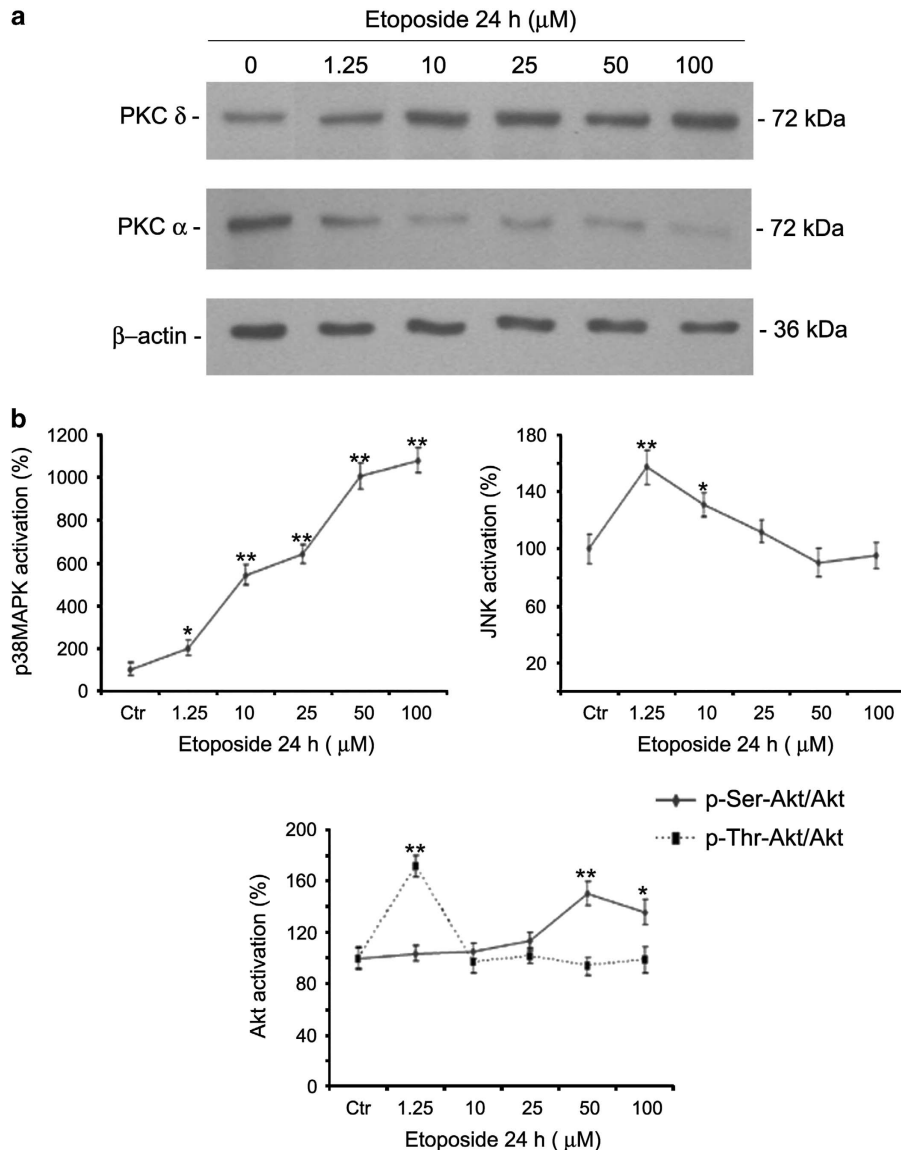 a
Etoposide 24 h (μM)
0 1.25 10 25 50 100
PKC δ - - 72 kDa
PKC α - - 72 kDa
β–actin - - 36 kDa
b
p38MAPK activation (%)
1200
1000
800
600
400
200
0
* ** ** ** **
Ctr 1.25 10 25 50 100
Etoposide 24 h ( μM)
JNK activation (%)
180
140
100
60
20
** *
Ctr 1.25 10 25 50 100
Etoposide 24 h ( μM)
p-Ser-Akt/Akt
p-Thr-Akt/Akt
Akt activation (%)
200
160
120
80
40
0
** ** *
Ctr 1.25 10 25 50 100
Etoposide 24 h ( μM)